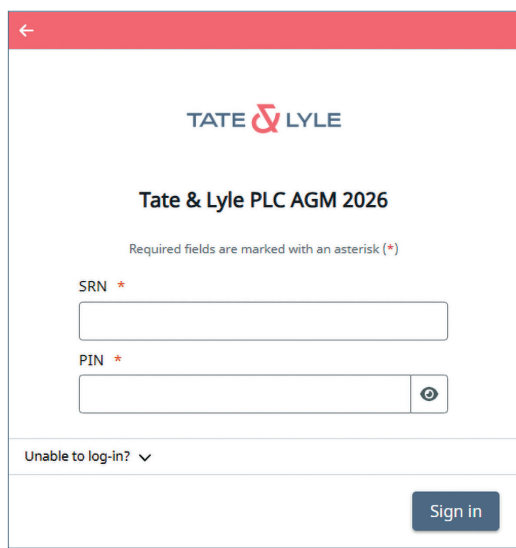 TATE & LYLE
Tate & Lyle PLC AGM 2026
Required fields are marked with an asterisk (*)
SRN *
PIN *
Unable to log-in?
Sign in